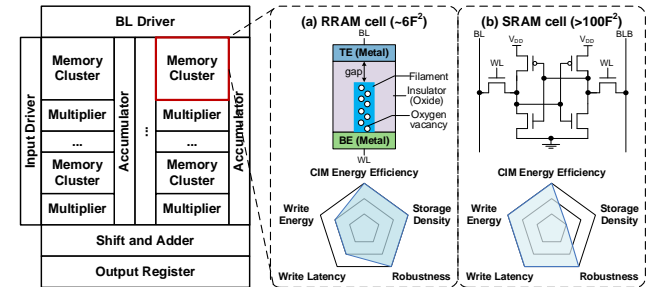 BL Driver
Input Driver
Memory
Cluster
Multiplier
...
Memory
Cluster
Multiplier
Accumulator
...
Memory
Cluster
Multiplier
...
Memory
Cluster
Multiplier
Accumulator
Shift and Adder
Output Register
(a) RRAM cell (~6F²)
BL
TE (Metal)
gap
Filament
Insulator
(Oxide)
Oxygen
vacancy
BE (Metal)
WL
CIM Energy Efficiency
Write
Energy
Storage
Density
Write Latency
Robustness
(b) SRAM cell (>100F²)
BL
VDD
VDD
BLB
WL
WL
CIM Energy Efficiency
Write
Energy
Storage
Density
Write Latency
Robustness